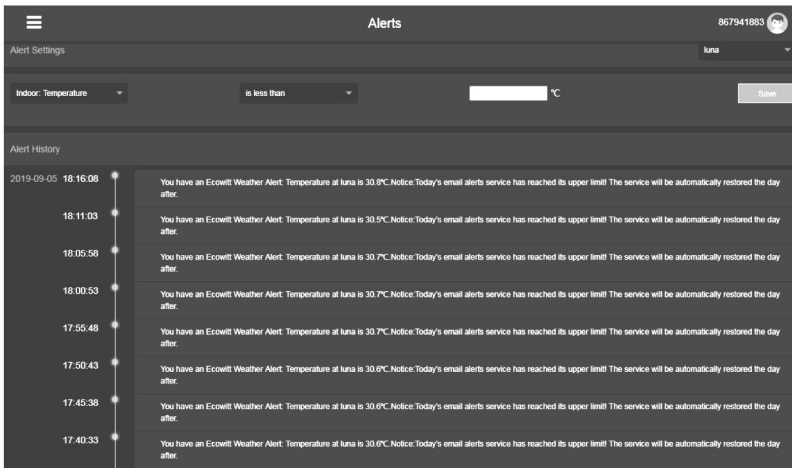 Alerts
867941883
Alert Settings
luna
Indoor: Temperature
is less than
℃
Save
Alert History
2019-09-05 18:16:08
You have an Ecowitt Weather Alert: Temperature at luna is 30.8℃.Notice:Today's email alerts service has reached its upper limit! The service will be automatically restored the day
after.
18:11:03
You have an Ecowitt Weather Alert: Temperature at luna is 30.5℃.Notice:Today's email alerts service has reached its upper limit! The service will be automatically restored the day
after.
18:05:58
You have an Ecowitt Weather Alert: Temperature at luna is 30.7℃.Notice:Today's email alerts service has reached its upper limit! The service will be automatically restored the day
after.
18:00:53
You have an Ecowitt Weather Alert: Temperature at luna is 30.7℃.Notice:Today's email alerts service has reached its upper limit! The service will be automatically restored the day
after.
17:55:48
You have an Ecowitt Weather Alert: Temperature at luna is 30.7℃.Notice:Today's email alerts service has reached its upper limit! The service will be automatically restored the day
after.
17:50:43
You have an Ecowitt Weather Alert: Temperature at luna is 30.6℃.Notice:Today's email alerts service has reached its upper limit! The service will be automatically restored the day
after.
17:45:38
You have an Ecowitt Weather Alert: Temperature at luna is 30.6℃.Notice:Today's email alerts service has reached its upper limit! The service will be automatically restored the day
after.
17:40:33
You have an Ecowitt Weather Alert: Temperature at luna is 30.6℃.Notice:Today's email alerts service has reached its upper limit! The service will be automatically restored the day
after.